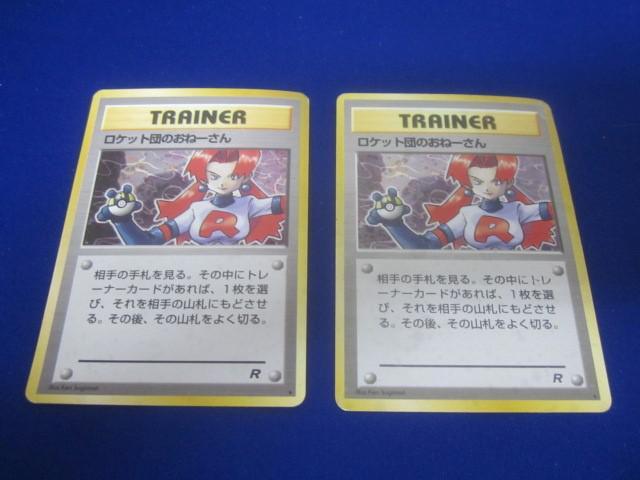 TRAINER
ロケット団のおねーさん
R
相手の手札を見る。その中にトレ
ーナーカードがあれば、1枚を選
び、それを相手の山札にもどさせ
る。その後、その山札をよく切る。
R
Illus.Ken Sugimori
TRAINER
ロケット団のおねーさん
R
相手の手札を見る。その中にトレ
ーナーカードがあれば、1枚を選
び、それを相手の山札にもどさせ
る。その後、その山札をよく切る。
R
Illus.Ken Sugimori